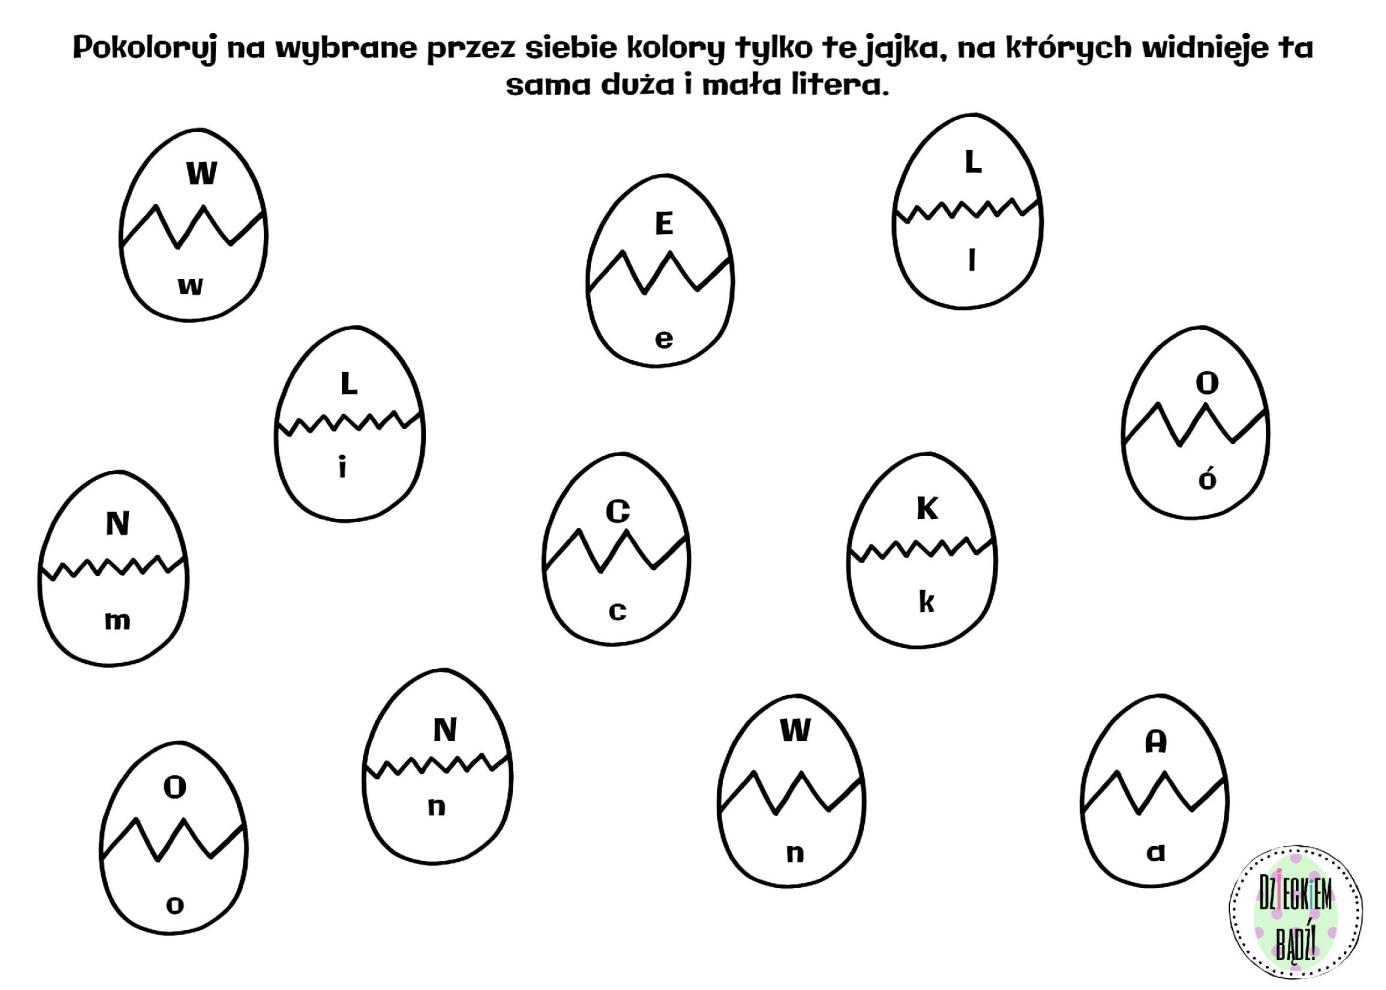 Pokoloruj na wybrane przez siebie kolory tylko te jajka, na których widnieje ta
sama duża i mała litera.
W
w
E
e
L
l
L
i
O
ó
N
m
C
c
K
k
O
o
N
n
W
n
A
a
DZIECKIEM
BĄDŹ!